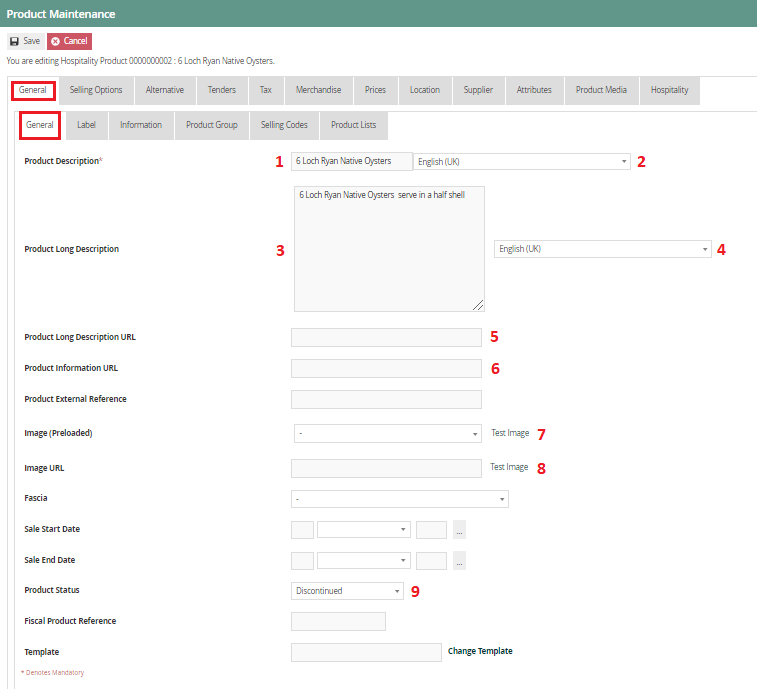 Product Maintenance
Save Cancel
You are editing Hospitality Product 0000000002 : 6 Loch Ryan Native Oysters.
General Selling Options Alternative Tenders Tax Merchandise Prices Location Supplier Attributes Product Media Hospitality
General Label Information Product Group Selling Codes Product Lists
Product Description* 1 6 Loch Ryan Native Oysters English (UK) 2
6 Loch Ryan Native Oysters serve in a half shell
Product Long Description 3 English (UK) 4
Product Long Description URL 5
Product Information URL 6
Product External Reference
Image (Preloaded) - Test Image 7
Image URL Test Image 8
Fascia -
Sale Start Date ...
Sale End Date ...
Product Status Discontinued 9
Fiscal Product Reference
Template Change Template
* Denotes Mandatory